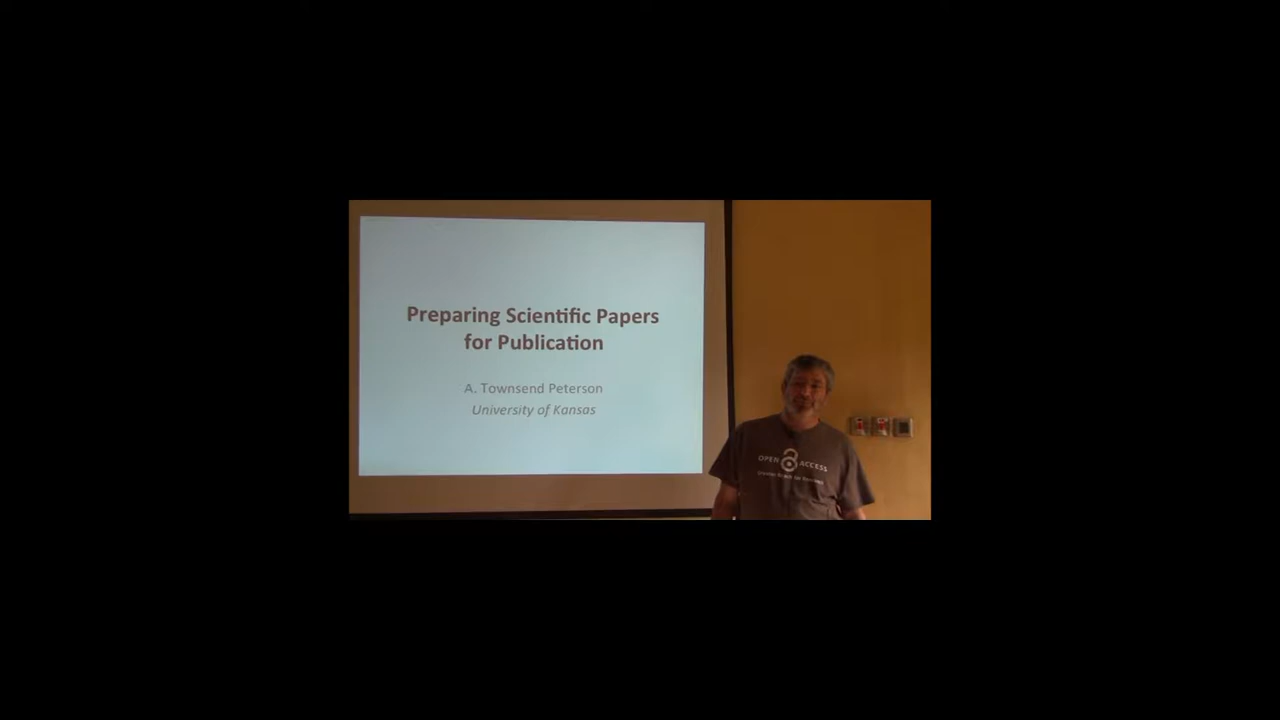 Preparing Scientific Papers
for Publication
A. Townsend Peterson
University of Kansas
OPEN ACCESS